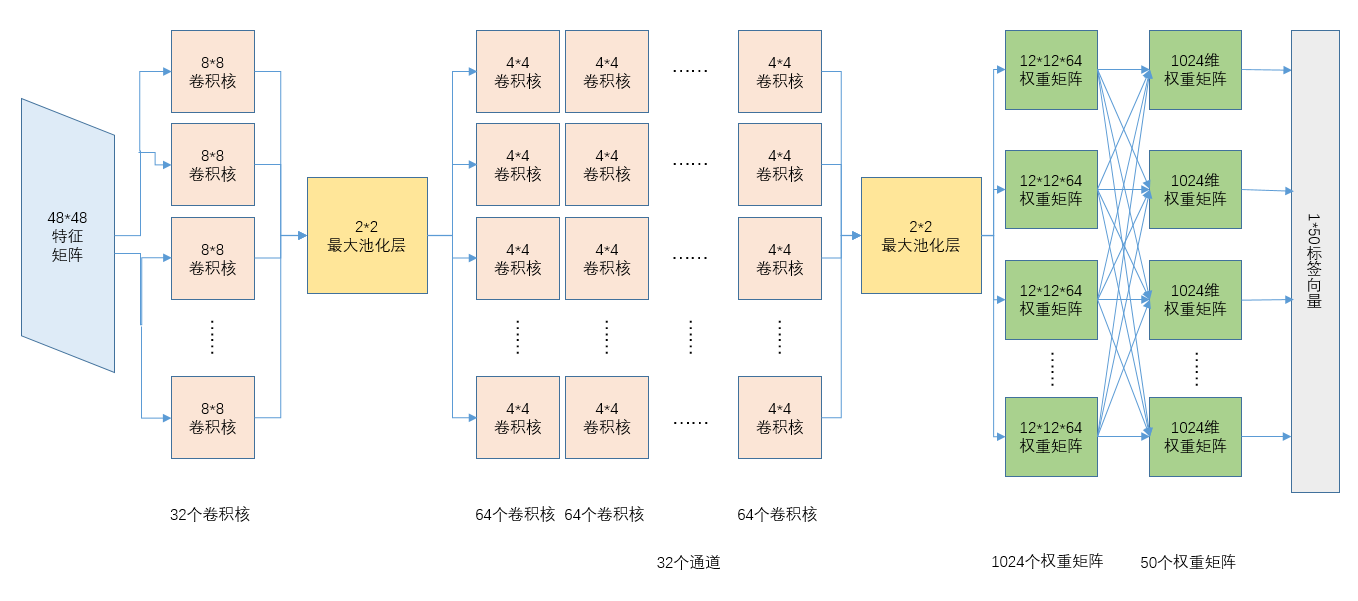 48*48
特征
矩阵
8*8
卷积核
8*8
卷积核
8*8
卷积核
⋮
8*8
卷积核
32个卷积核
2*2
最大池化层
4*4
卷积核
4*4
卷积核
……
4*4
卷积核
4*4
卷积核
4*4
卷积核
……
4*4
卷积核
4*4
卷积核
4*4
卷积核
……
4*4
卷积核
⋮
⋮
⋮
⋮
4*4
卷积核
4*4
卷积核
……
4*4
卷积核
64个卷积核
64个卷积核
64个卷积核
32个通道
2*2
最大池化层
12*12*64
权重矩阵
12*12*64
权重矩阵
12*12*64
权重矩阵
⋮
12*12*64
权重矩阵
1024个权重矩阵
1024维
权重矩阵
1024维
权重矩阵
1024维
权重矩阵
⋮
1024维
权重矩阵
50个权重矩阵
1*50标签向量